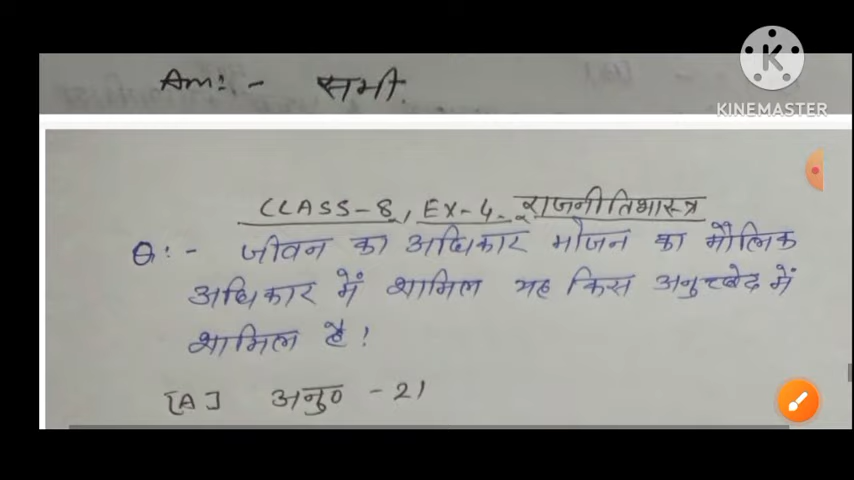 Ans:- सभी.
KINEMASTER
CLASS-8, EX-4, राजनीतिशास्त्र
Q:- जीवन का अधिकार भोजन का मौलिक
अधिकार में शामिल यह किस अनुच्छेद में
शामिल है!
[A] अनु० -21